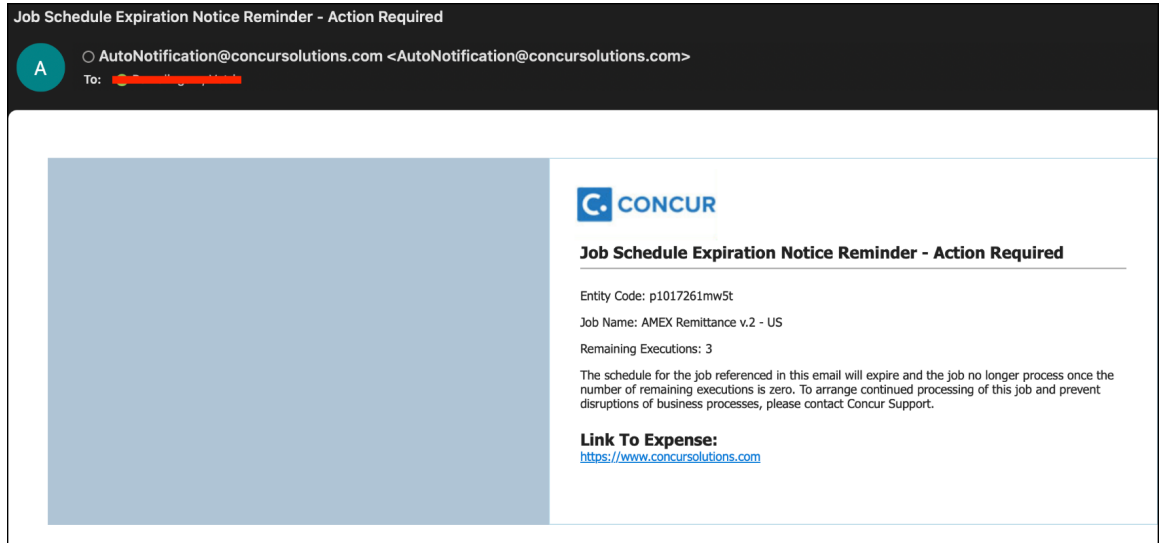 Job Schedule Expiration Notice Reminder - Action Required
A
AutoNotification@concursolutions.com <AutoNotification@concursolutions.com>
To:
C. CONCUR
Job Schedule Expiration Notice Reminder - Action Required
Entity Code: p1017261mw5t
Job Name: AMEX Remittance v.2 - US
Remaining Executions: 3
The schedule for the job referenced in this email will expire and the job no longer process once the
number of remaining executions is zero. To arrange continued processing of this job and prevent
disruptions of business processes, please contact Concur Support.
Link To Expense:
https://www.concursolutions.com